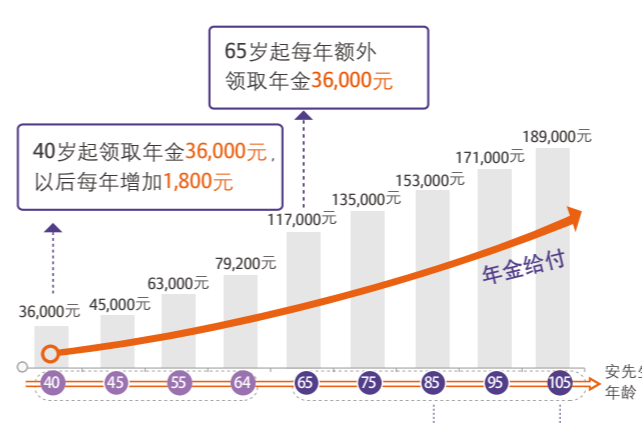 65岁起每年额外
领取年金36,000元
40岁起领取年金36,000元，
以后每年增加1,800元
36,000元
45,000元
63,000元
79,200元
117,000元
135,000元
153,000元
171,000元
189,000元
年金给付
40
45
55
64
65
75
85
95
105
安先生
年龄